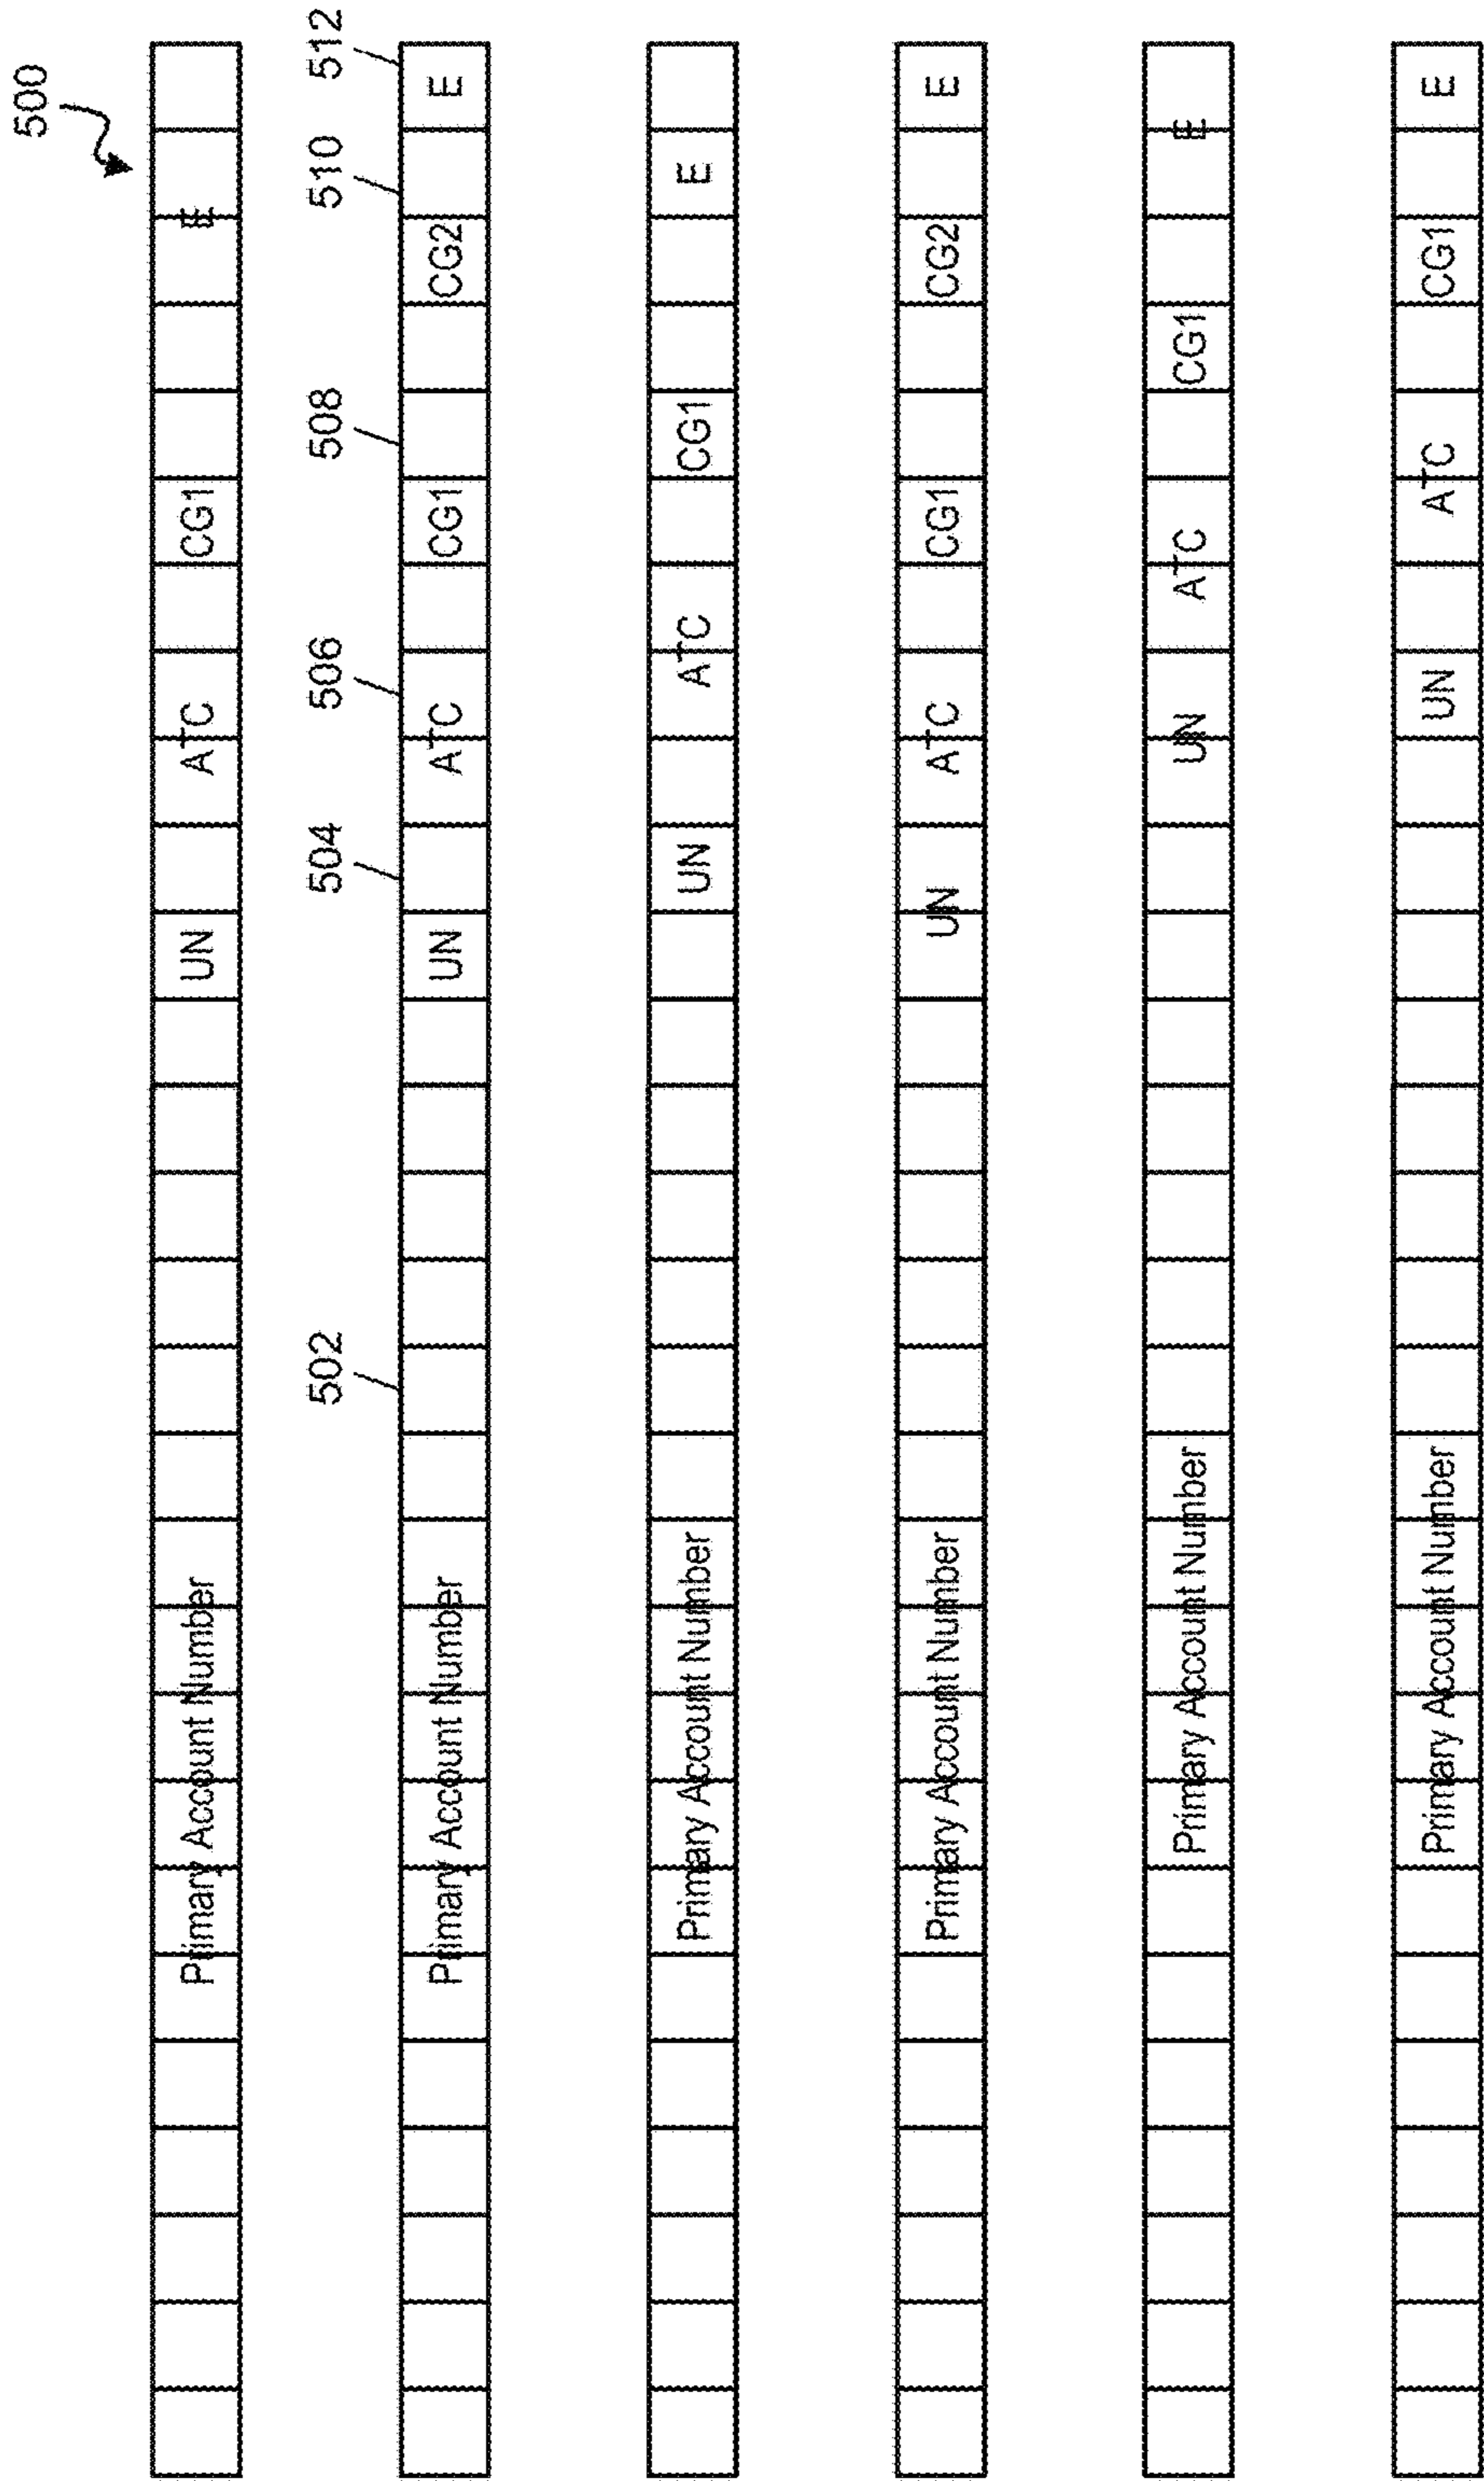 500
Primary Account Number UN ATC CG1 E
502 504 506 508 510 512
Primary Account Number UN ATC CG1 CG2 E
Primary Account Number UN ATC CG1 E
Primary Account Number UN ATC CG1 CG2 E
Primary Account Number UN ATC CG1 E
Primary Account Number UN ATC CG1 E